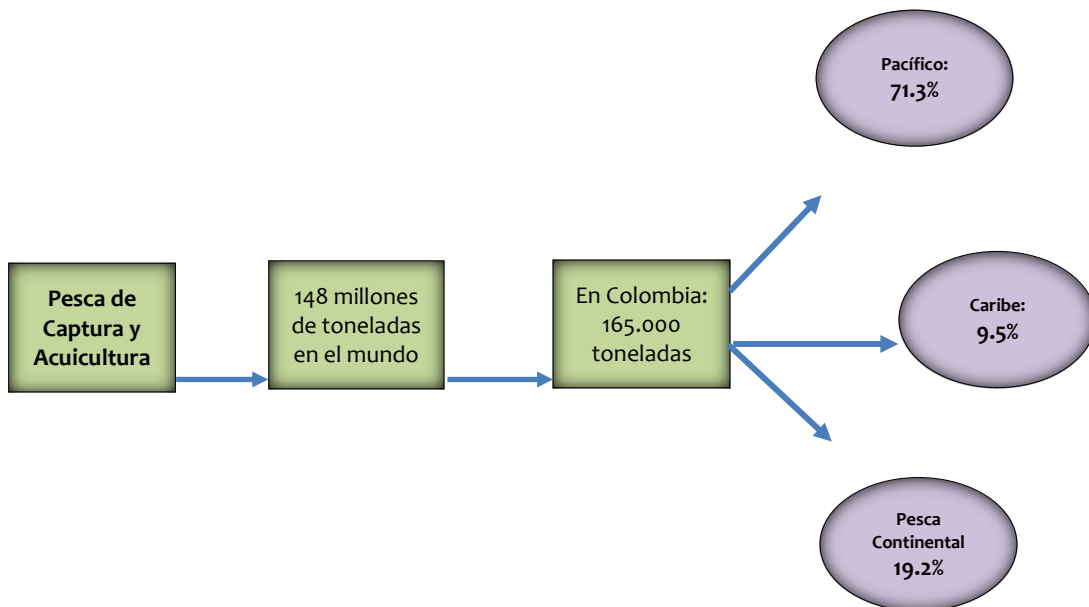 Pesca de
Captura y
Acuicultura
148 millones
de toneladas
en el mundo
En Colombia:
165.000
toneladas
Pacífico:
71.3%
Caribe:
9.5%
Pesca
Continental
19.2%